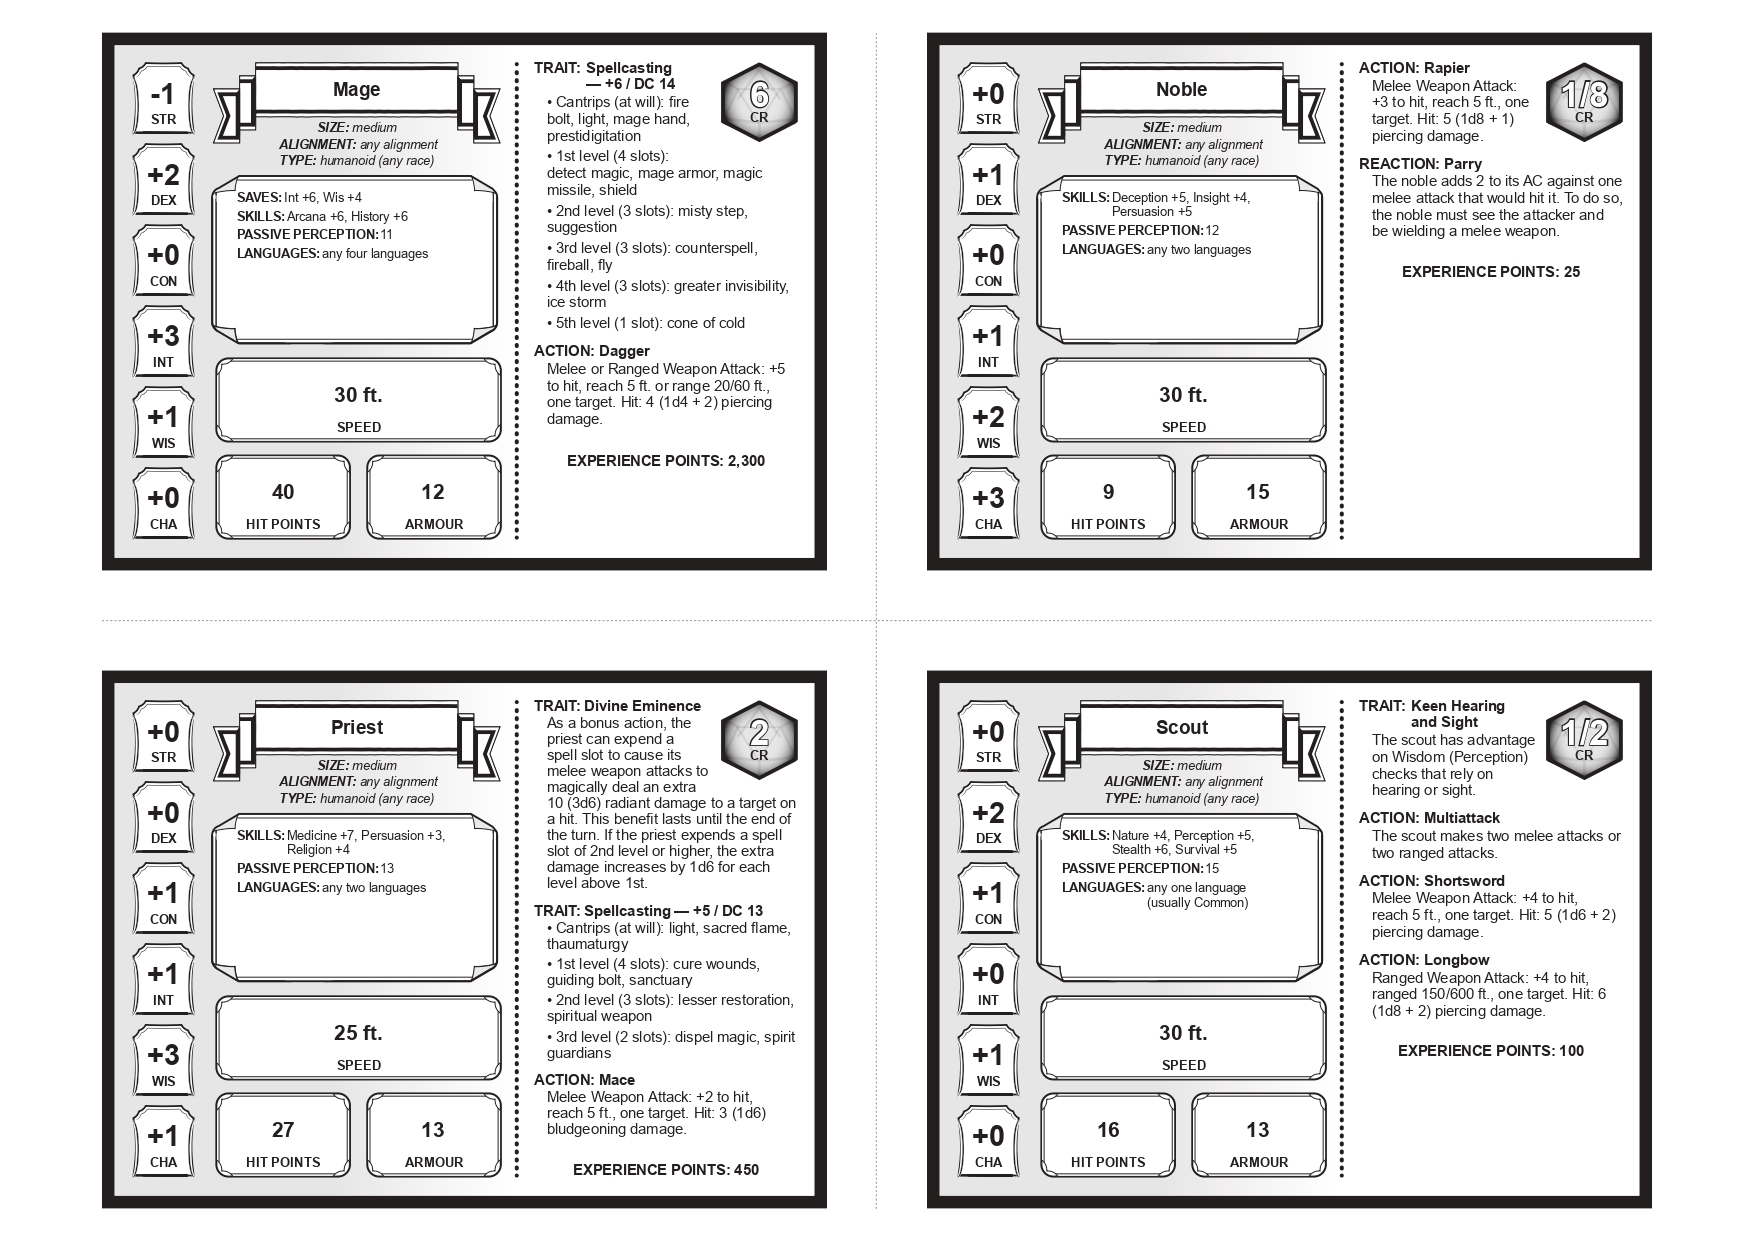 -1
STR
+2
DEX
+0
CON
+3
INT
+1
WIS
+0
CHA
Mage
SIZE: medium
ALIGNMENT: any alignment
TYPE: humanoid (any race)
SAVES: Int +6, Wis +4
SKILLS: Arcana +6, History +6
PASSIVE PERCEPTION: 11
LANGUAGES: any four languages
30 ft.
SPEED
40
HIT POINTS
12
ARMOUR
TRAIT: Spellcasting
— +6 / DC 14
• Cantrips (at will): fire
bolt, light, mage hand,
prestidigitation
• 1st level (4 slots):
detect magic, mage armor, magic
missile, shield
• 2nd level (3 slots): misty step,
suggestion
• 3rd level (3 slots): counterspell,
fireball, fly
• 4th level (3 slots): greater invisibility,
ice storm
• 5th level (1 slot): cone of cold
ACTION: Dagger
Melee or Ranged Weapon Attack: +5
to hit, reach 5 ft. or range 20/60 ft.,
one target. Hit: 4 (1d4 + 2) piercing
damage.
EXPERIENCE POINTS: 2,300
6
CR
+0
STR
+1
DEX
+0
CON
+1
INT
+2
WIS
+3
CHA
Noble
SIZE: medium
ALIGNMENT: any alignment
TYPE: humanoid (any race)
SKILLS: Deception +5, Insight +4,
Persuasion +5
PASSIVE PERCEPTION: 12
LANGUAGES: any two languages
30 ft.
SPEED
9
HIT POINTS
15
ARMOUR
ACTION: Rapier
Melee Weapon Attack:
+3 to hit, reach 5 ft., one
target. Hit: 5 (1d8 + 1)
piercing damage.
REACTION: Parry
The noble adds 2 to its AC against one
melee attack that would hit it. To do so,
the noble must see the attacker and
be wielding a melee weapon.
EXPERIENCE POINTS: 25
1/8
CR
+0
STR
+0
DEX
+1
CON
+1
INT
+3
WIS
+1
CHA
Priest
SIZE: medium
ALIGNMENT: any alignment
TYPE: humanoid (any race)
SKILLS: Medicine +7, Persuasion +3,
Religion +4
PASSIVE PERCEPTION: 13
LANGUAGES: any two languages
25 ft.
SPEED
27
HIT POINTS
13
ARMOUR
TRAIT: Divine Eminence
As a bonus action, the
priest can expend a
spell slot to cause its
melee weapon attacks to
magically deal an extra
10 (3d6) radiant damage to a target on
a hit. This benefit lasts until the end of
the turn. If the priest expends a spell
slot of 2nd level or higher, the extra
damage increases by 1d6 for each
level above 1st.
TRAIT: Spellcasting — +5 / DC 13
• Cantrips (at will): light, sacred flame,
thaumaturgy
• 1st level (4 slots): cure wounds,
guiding bolt, sanctuary
• 2nd level (3 slots): lesser restoration,
spiritual weapon
• 3rd level (2 slots): dispel magic, spirit
guardians
ACTION: Mace
Melee Weapon Attack: +2 to hit,
reach 5 ft., one target. Hit: 3 (1d6)
bludgeoning damage.
EXPERIENCE POINTS: 450
2
CR
+0
STR
+2
DEX
+1
CON
+0
INT
+1
WIS
+0
CHA
Scout
SIZE: medium
ALIGNMENT: any alignment
TYPE: humanoid (any race)
SKILLS: Nature +4, Perception +5,
Stealth +6, Survival +5
PASSIVE PERCEPTION: 15
LANGUAGES: any one language
(usually Common)
30 ft.
SPEED
16
HIT POINTS
13
ARMOUR
TRAIT: Keen Hearing
and Sight
The scout has advantage
on Wisdom (Perception)
checks that rely on
hearing or sight.
ACTION: Multiattack
The scout makes two melee attacks or
two ranged attacks.
ACTION: Shortsword
Melee Weapon Attack: +4 to hit,
reach 5 ft., one target. Hit: 5 (1d6 + 2)
piercing damage.
ACTION: Longbow
Ranged Weapon Attack: +4 to hit,
ranged 150/600 ft., one target. Hit: 6
(1d8 + 2) piercing damage.
EXPERIENCE POINTS: 100
1/2
CR